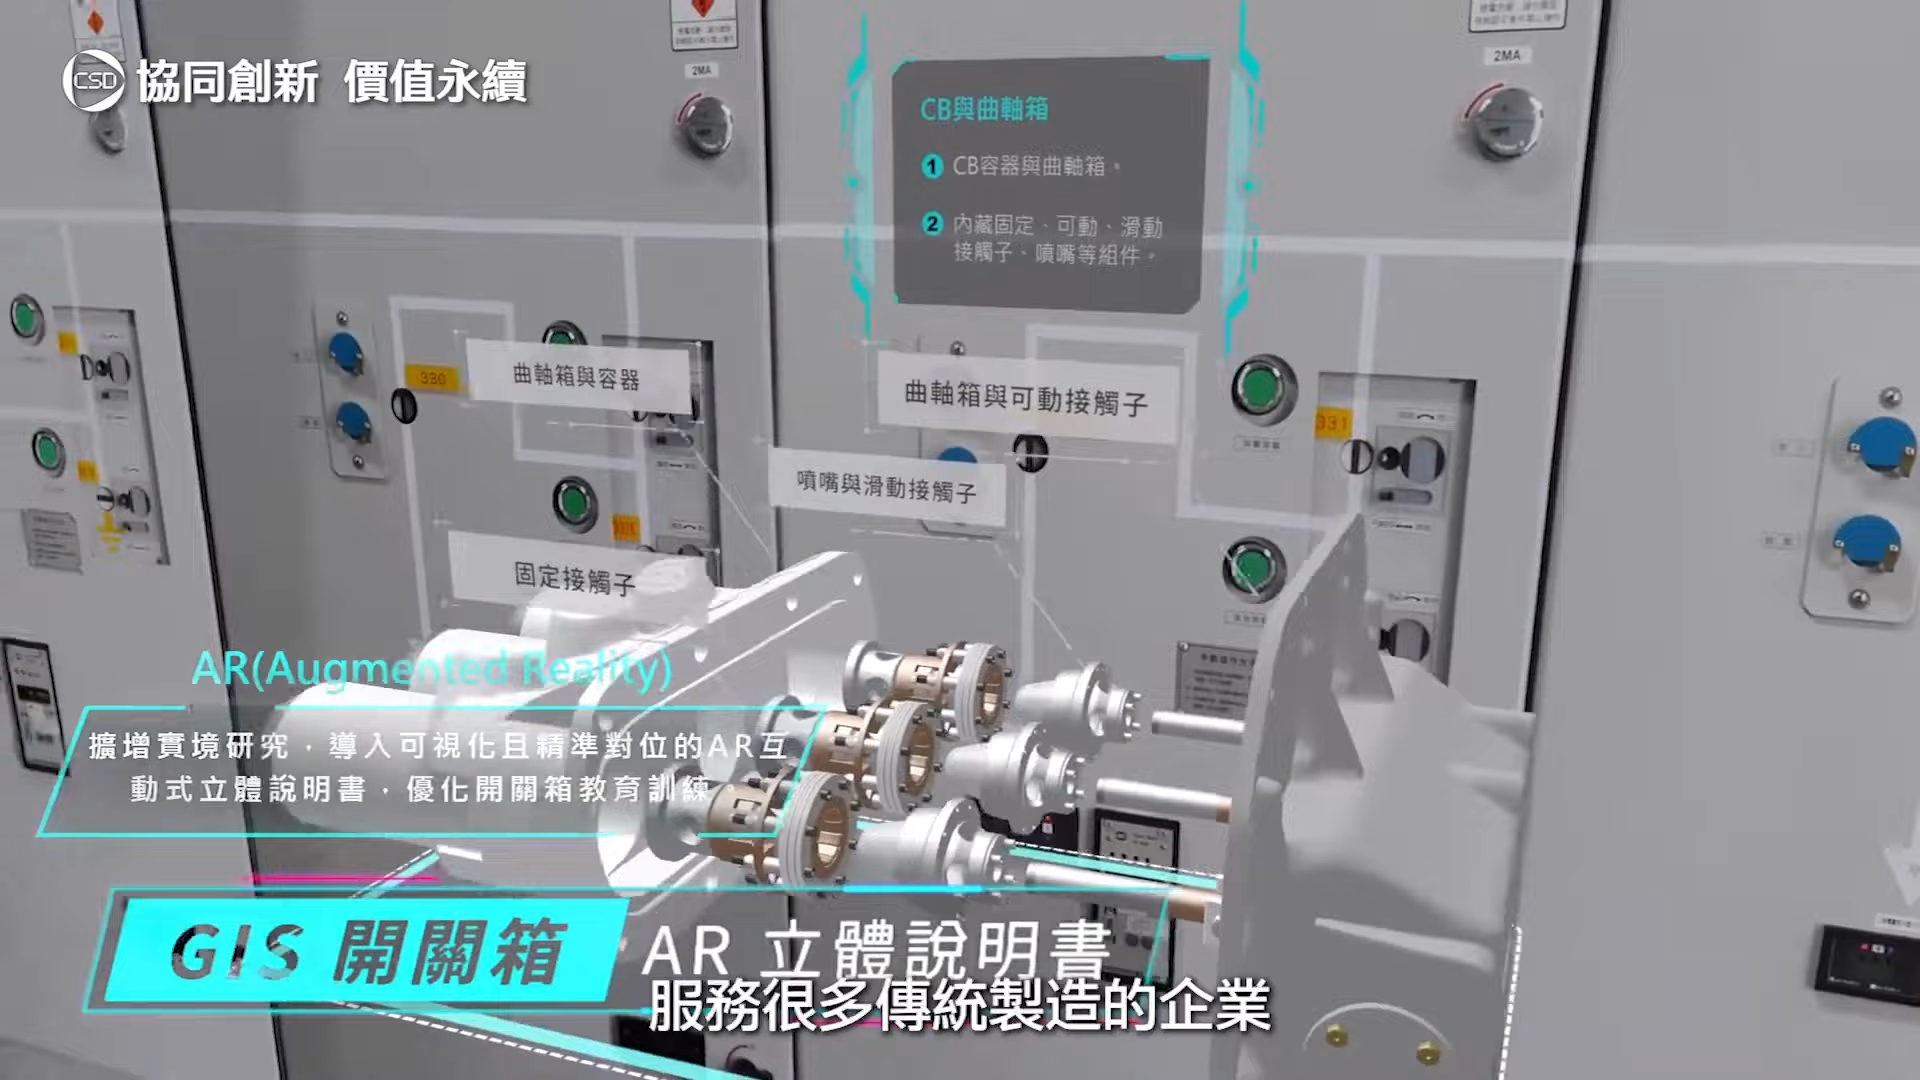 CSD 協同創新 價值永續
2MA
2MA
CB與曲軸箱
1 CB容器與曲軸箱。
2 內藏固定、可動、滑動
接觸子、噴嘴等組件。
330
曲軸箱與容器
曲軸箱與可動接觸子
331
噴嘴與滑動接觸子
固定接觸子
AR(Augmented Reality)
擴增實境研究，導入可視化且精準對位的AR互
動式立體說明書，優化開關箱教育訓練。
GIS 開關箱
AR 立體說明書
服務很多傳統製造的企業